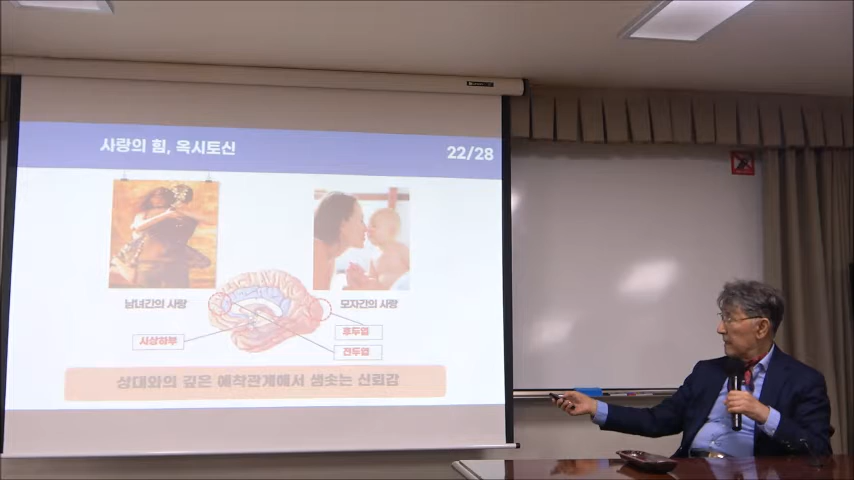 사랑의 힘, 옥시토신
22/28
남녀간의 사랑
모자간의 사랑
시상하부
후두엽
전두엽
상대와의 깊은 애착관계에서 샘솟는 신뢰감